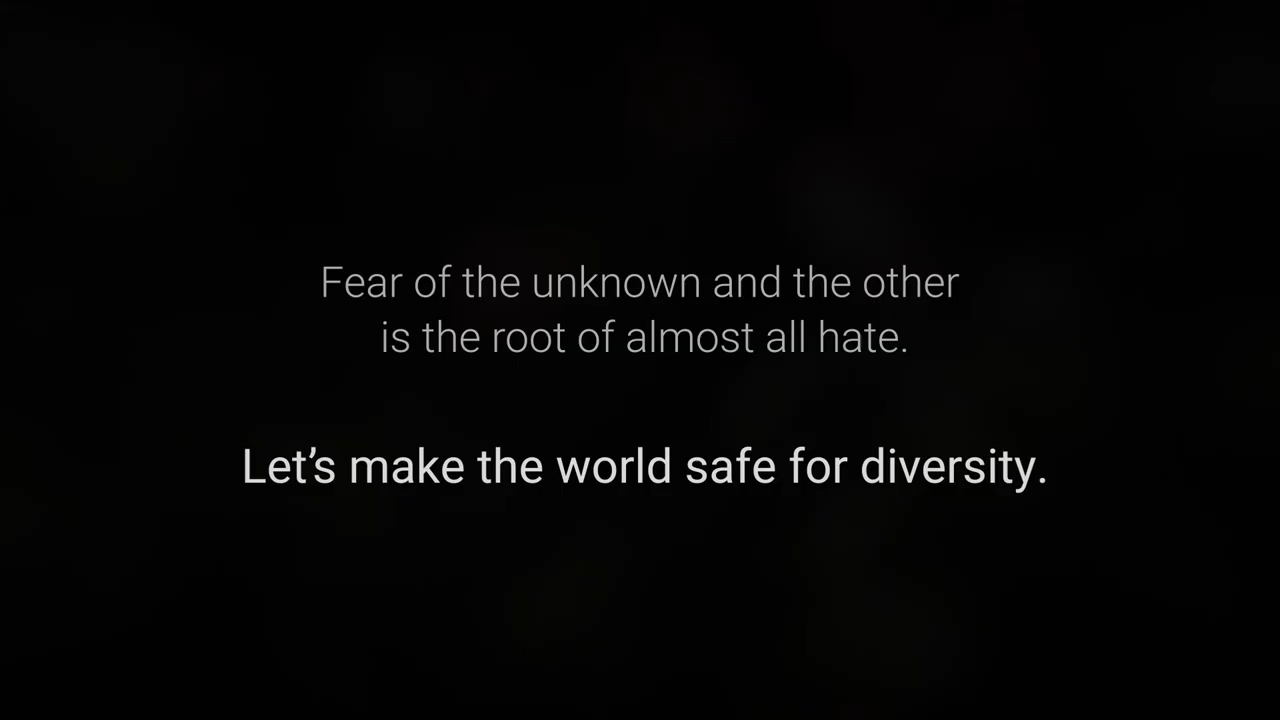 Fear of the unknown and the other
is the root of almost all hate.
Let’s make the world safe for diversity.